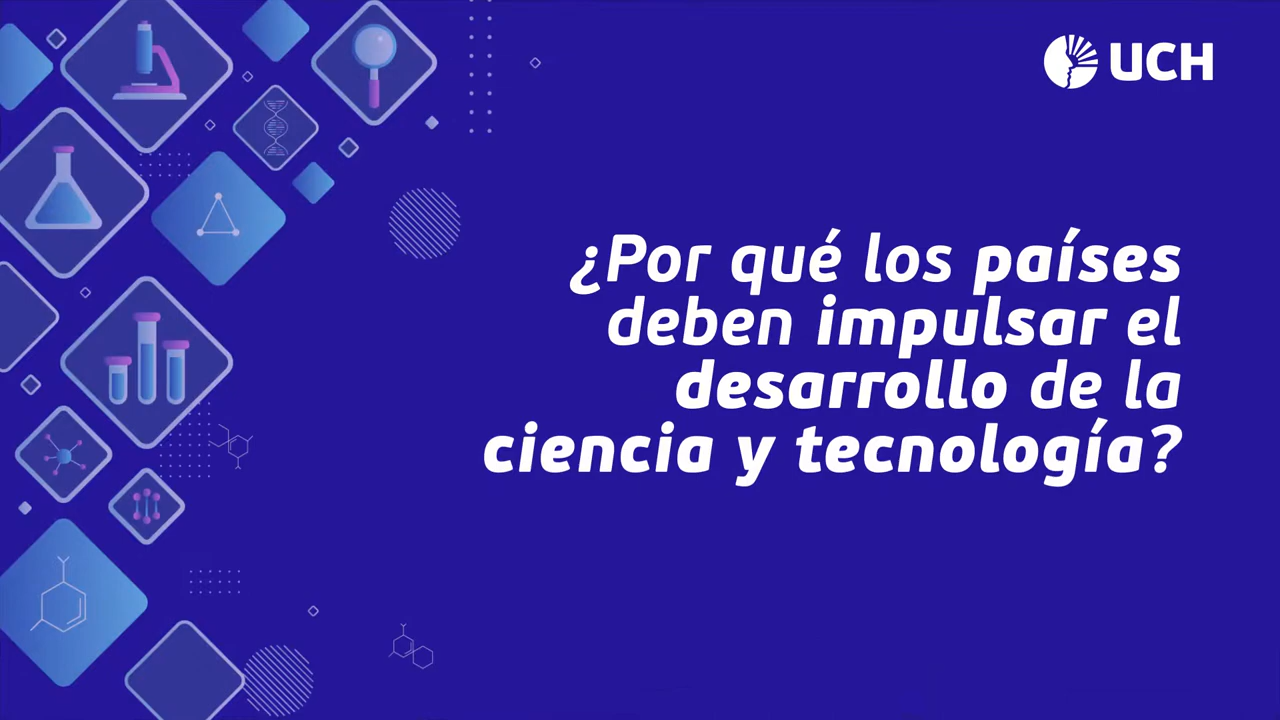 UCH
¿Por qué los países
deben impulsar el
desarrollo de la
ciencia y tecnología?